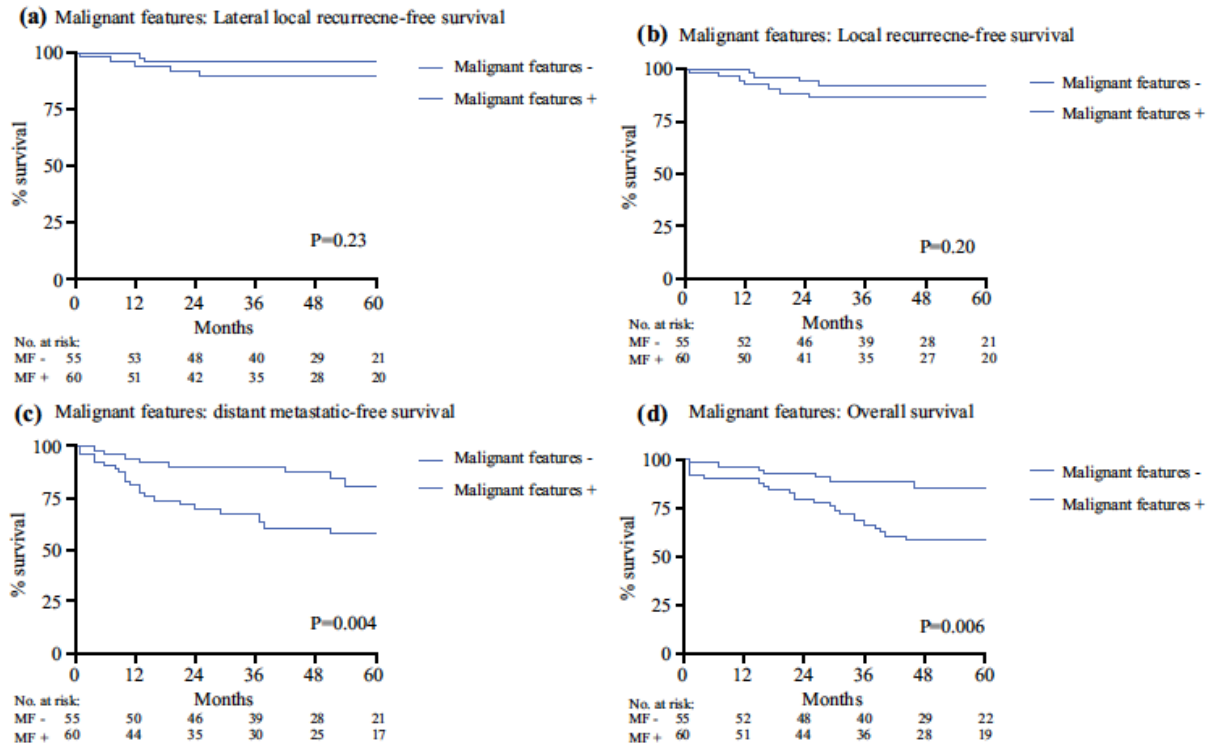 (a) Malignant features: Lateral local recurrecne-free survival
100
75
50
25
0
% survival
Malignant features -
Malignant features +
P=0.23
0 12 24 36 48 60
Months
No. at risk:
MF - 55 53 48 40 29 21
MF + 60 51 42 35 28 20
(b) Malignant features: Local recurrecne-free survival
100
75
50
25
0
% survival
Malignant features -
Malignant features +
P=0.20
0 12 24 36 48 60
Months
No. at risk:
MF - 55 52 46 39 28 21
MF + 60 50 41 35 27 20
(c) Malignant features: distant metastatic-free survival
100
75
50
25
0
% survival
Malignant features -
Malignant features +
P=0.004
0 12 24 36 48 60
Months
No. at risk:
MF - 55 50 46 39 28 21
MF + 60 44 35 30 25 17
(d) Malignant features: Overall survival
100
75
50
25
0
% survival
Malignant features -
Malignant features +
P=0.006
0 12 24 36 48 60
Months
No. at risk:
MF - 55 52 48 40 29 22
MF + 60 51 44 36 28 19